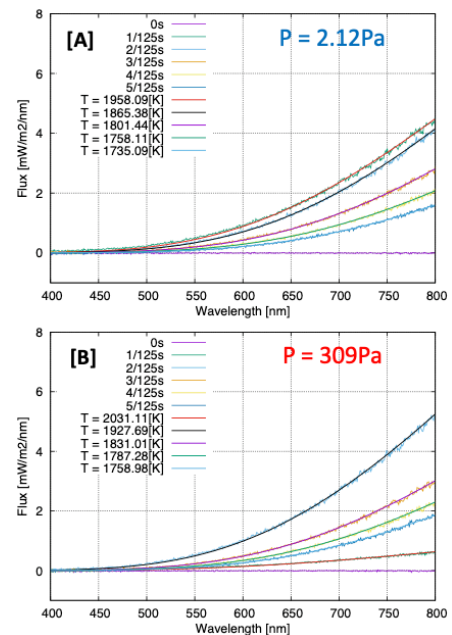 [A]
P = 2.12Pa
0s
1/125s
2/125s
3/125s
4/125s
5/125s
T = 1958.09[K]
T = 1865.38[K]
T = 1801.44[K]
T = 1758.11[K]
T = 1735.09[K]
Flux [mW/m2/nm]
8
6
4
2
0
400 450 500 550 600 650 700 750 800
Wavelength [nm]
[B]
P = 309Pa
0s
1/125s
2/125s
3/125s
4/125s
5/125s
T = 2031.11[K]
T = 1927.69[K]
T = 1831.01[K]
T = 1787.28[K]
T = 1758.98[K]
Flux [mW/m2/nm]
8
6
4
2
0
400 450 500 550 600 650 700 750 800
Wavelength [nm]